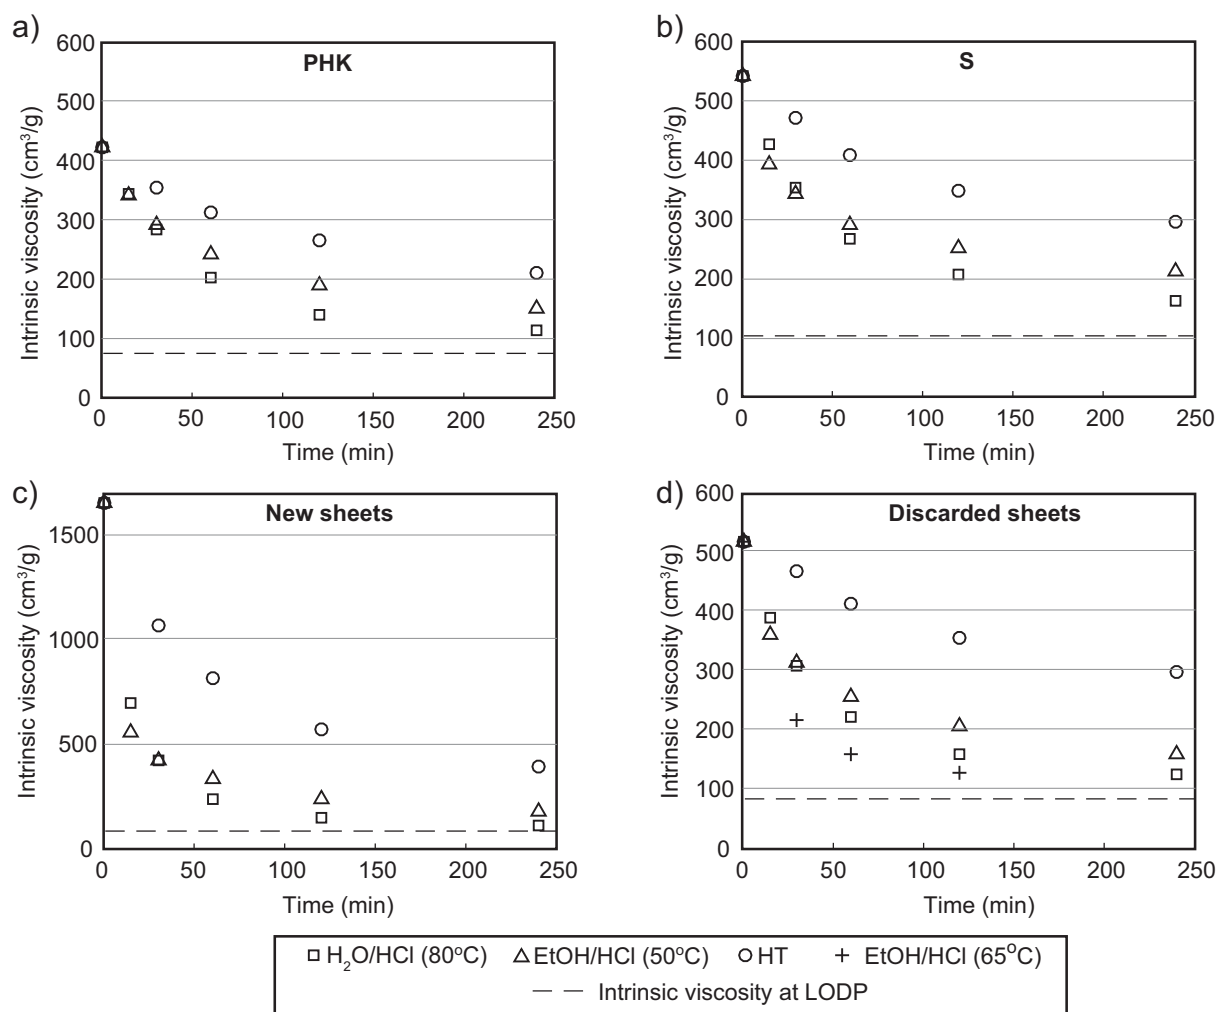 a)
PHK
Intrinsic viscosity (cm³/g)
600
500
400
300
200
100
0
0 50 100 150 200 250
Time (min)
b)
S
Intrinsic viscosity (cm³/g)
600
500
400
300
200
100
0
0 50 100 150 200 250
Time (min)
c)
New sheets
Intrinsic viscosity (cm³/g)
1500
1000
500
0
0 50 100 150 200 250
Time (min)
d)
Discarded sheets
Intrinsic viscosity (cm³/g)
600
500
400
300
200
100
0
0 50 100 150 200 250
Time (min)
H₂O/HCl (80ºC) EtOH/HCl (50ºC) HT EtOH/HCl (65ºC)
Intrinsic viscosity at LODP